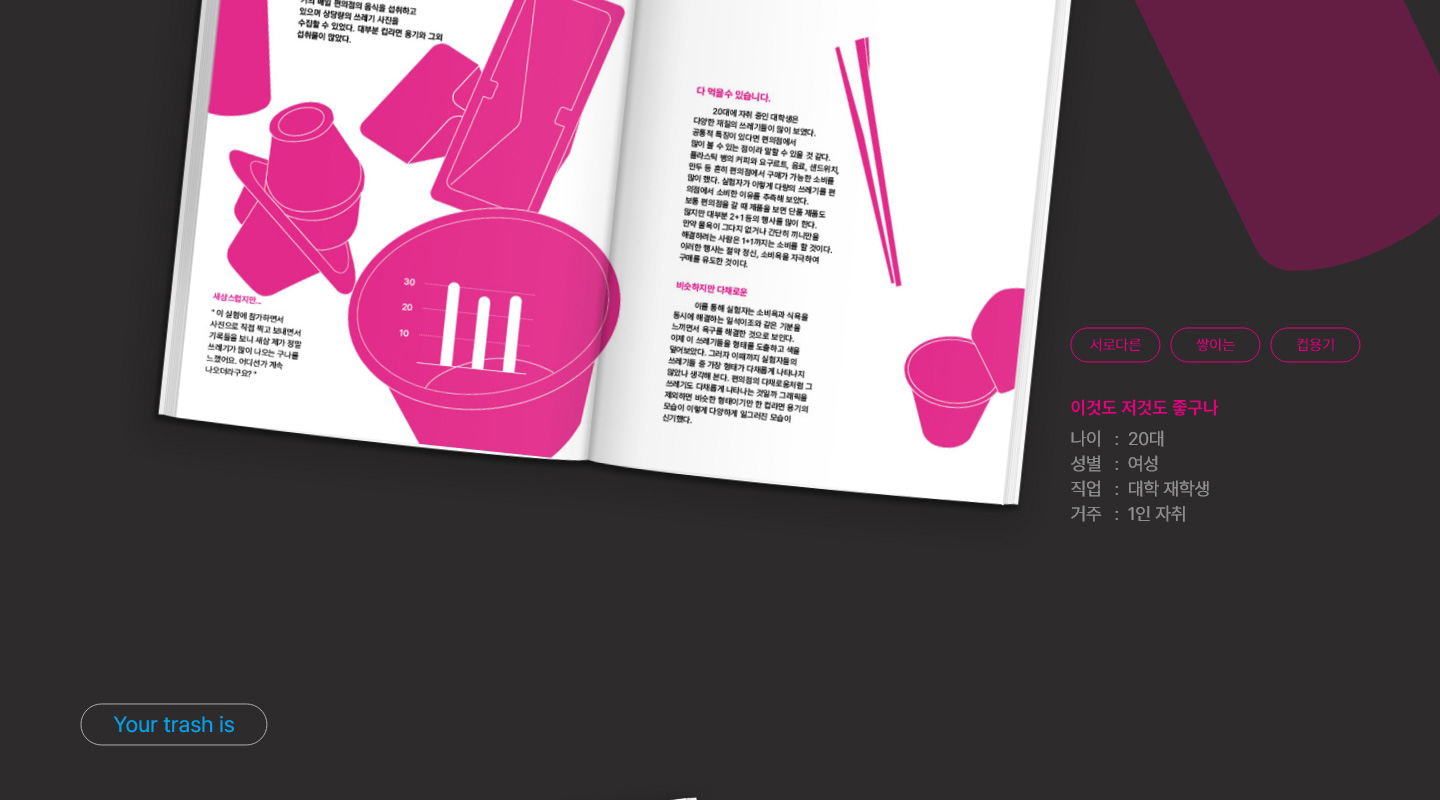 거의 매일 편의점의 음식을 섭취하고
있으며 상당량의 쓰레기 사진을
수집할 수 있었다. 대부분 컵라면 용기와 그외
섭취물이 많았다.
30
20
10
새삼스럽지만...
" 이 실험에 참가하면서
사진으로 직접 찍고 보내면서
기록들을 보니 새삼 제가 정말
쓰레기가 많이 나오는 구나를
느꼈어요. 어디선가 계속
나오더라구요? "
다 먹을수 있습니다.
20대에 자취 중인 대학생은
다양한 재질의 쓰레기들이 많이 보였다.
공통적 특징이 있다면 편의점에서
많이 볼 수 있는 점이라 말할 수 있을 것 같다.
플라스틱 병의 커피와 요구르트, 음료, 샌드위치,
만두 등 흔히 편의점에서 구매가 가능한 소비를
많이 했다. 실험자가 이렇게 다량의 쓰레기를 편
의점에서 소비한 이유를 추측해 보았다.
보통 편의점을 갈 때 제품을 보면 단품 제품도
많지만 대부분 2+1 등의 행사를 많이 한다.
만약 물욕이 그다지 없거나 간단히 끼니만을
해결하려는 사람은 1+1까지는 소비를 할 것이다.
이러한 행사는 절약 정신, 소비욕을 자극하여
구매를 유도한 것이다.
비슷하지만 다채로운
이를 통해 실험자는 소비욕과 식욕을
동시에 해결하는 일석이조와 같은 기분을
느끼면서 욕구를 해결한 것으로 보인다.
이제 이 쓰레기들을 형태를 도출하고 색을
덮어보았다. 그러자 이때까지 실험자들의
쓰레기들 중 가장 형태가 다채롭게 나타나지
않았나 생각해 본다. 편의점의 다채로움처럼 그
쓰레기도 다채롭게 나타나는 것일까 그래픽을
제외하면 비슷한 형태이기만 한 컵라면 용기의
모습이 이렇게 다양하게 일그러진 모습이
신기했다.
서로다른
쌓이는
컵용기
이것도 저것도 좋구나
나이 : 20대
성별 : 여성
직업 : 대학 재학생
거주 : 1인 자취
Your trash is